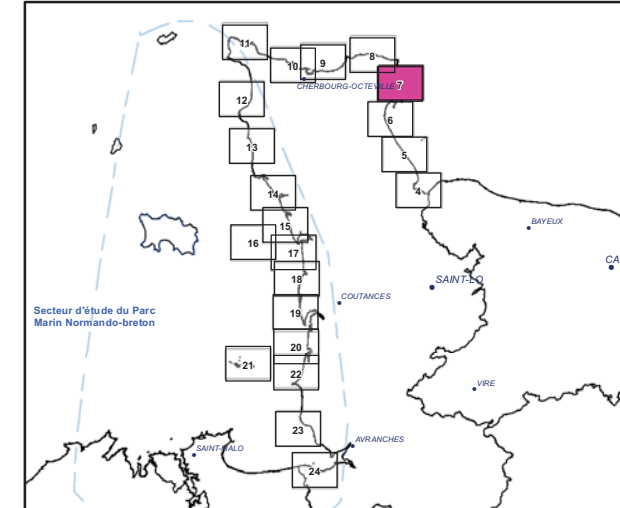 11
10
9
8
CHERBOURG-OCTEVILLE
7
12
6
13
5
14
4
15
BAYEUX
16
17
CA
18
SAINT-LO
COUTANCES
19
Secteur d'étude du Parc
Marin Normando-breton
20
21
22
VIRE
23
AVRANCHES
SAINT-MALO
24